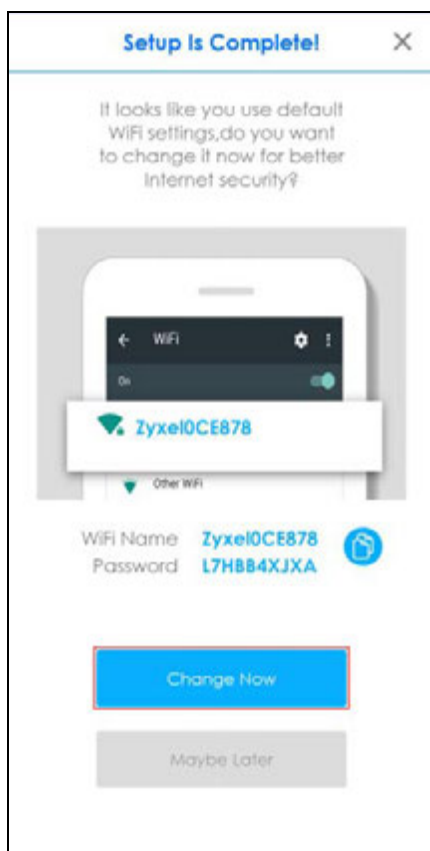 Setup Is Complete!
It looks like you use default
WiFi settings,do you want
to change it now for better
Internet security?
WiFi
On
Zyxel0CE878
Other WiFi
WiFi Name Zyxel0CE878
Password L7HBB4XJXA
Change Now
Maybe Later